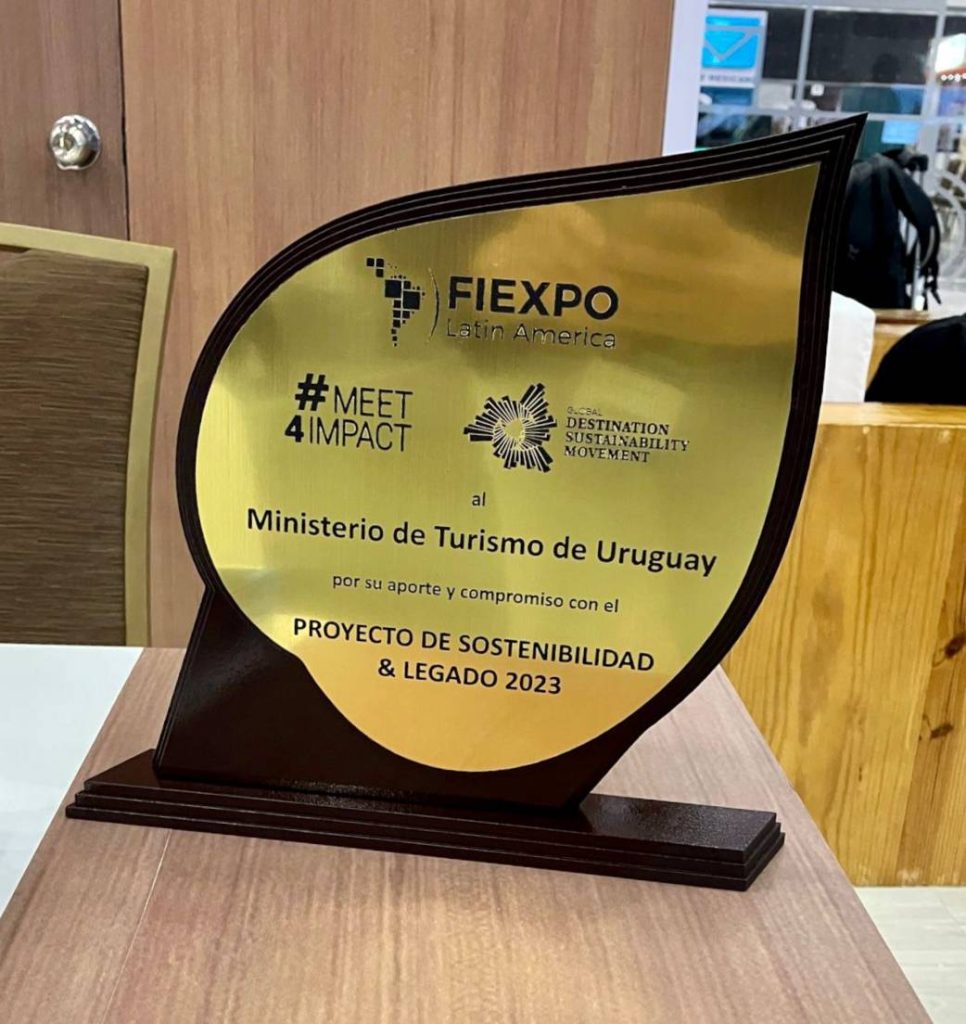 FIEXPO
Latin America
#MEET
4IMPACT
GLOBAL
DESTINATION
SUSTAINABILITY
MOVEMENT
al
Ministerio de Turismo de Uruguay
por su aporte y compromiso con el
PROYECTO DE SOSTENIBILIDAD
& LEGADO 2023